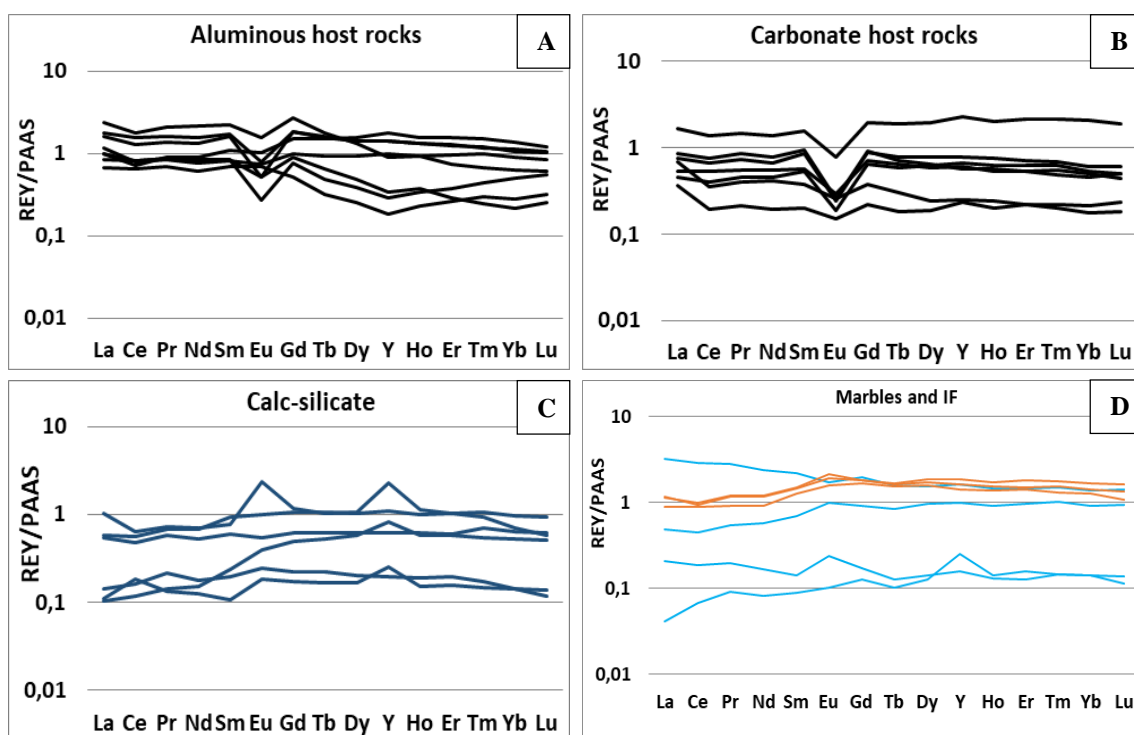 Aluminous host rocks
A
REY/PAAS
10
1
0,1
0,01
La Ce Pr Nd Sm Eu Gd Tb Dy Y Ho Er Tm Yb Lu
Carbonate host rocks
B
REY/PAAS
10
1
0,1
0,01
La Ce Pr Nd Sm Eu Gd Tb Dy Y Ho Er Tm Yb Lu
Calc-silicate
C
REY/PAAS
10
1
0,1
0,01
La Ce Pr Nd Sm Eu Gd Tb Dy Y Ho Er Tm Yb Lu
Marbles and IF
D
REY/PAAS
10
1
0,1
0,01
La Ce Pr Nd Sm Eu Gd Tb Dy Y Ho Er Tm Yb Lu